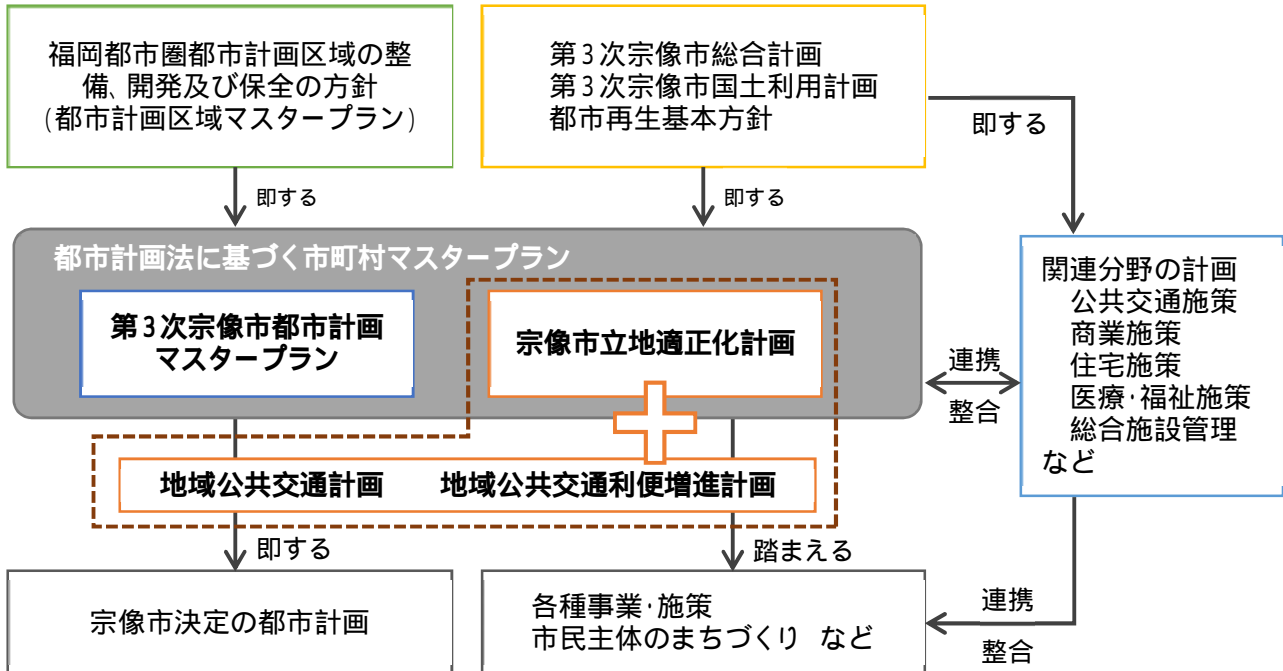 福岡都市圏都市計画区域の整
備、開発及び保全の方針
(都市計画区域マスタープラン)
第3次宗像市総合計画
第3次宗像市国土利用計画
都市再生基本方針
即する
即する
即する
都市計画法に基づく市町村マスタープラン
第3次宗像市都市計画
マスタープラン
宗像市立地適正化計画
連携
整合
関連分野の計画
公共交通施策
商業施策
住宅施策
医療・福祉施策
総合施設管理
など
地域公共交通計画 地域公共交通利便増進計画
即する
踏まえる
宗像市決定の都市計画
各種事業・施策
市民主体のまちづくり など
連携
整合